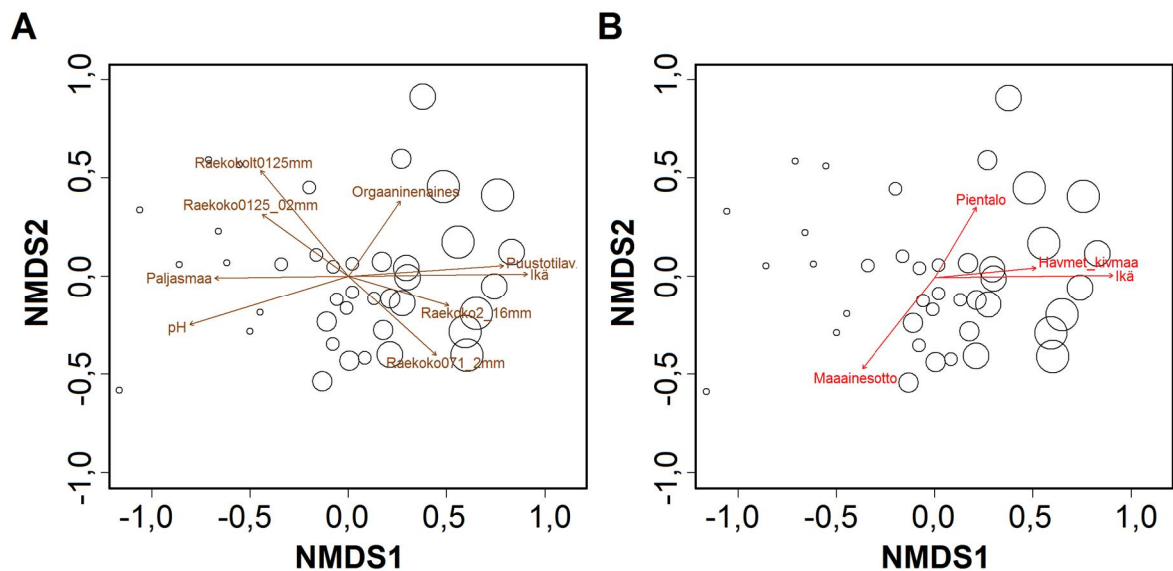 A
NMDS2
1,0
0,5
0,0
-0,5
-1,0
Raekokolt0125mm
Orgaaninenaines
Raekoko0125_02mm
Puustotilav.
Paljasmaa
Ikä
Raekoko2_16mm
pH
Raekoko071_2mm
-1,0 -0,5 0,0 0,5 1,0
NMDS1
B
1,0
0,5
0,0
-0,5
-1,0
Pientalo
Havmet_kivmaa
Ikä
Maaainesotto
-1,0 -0,5 0,0 0,5 1,0
NMDS1